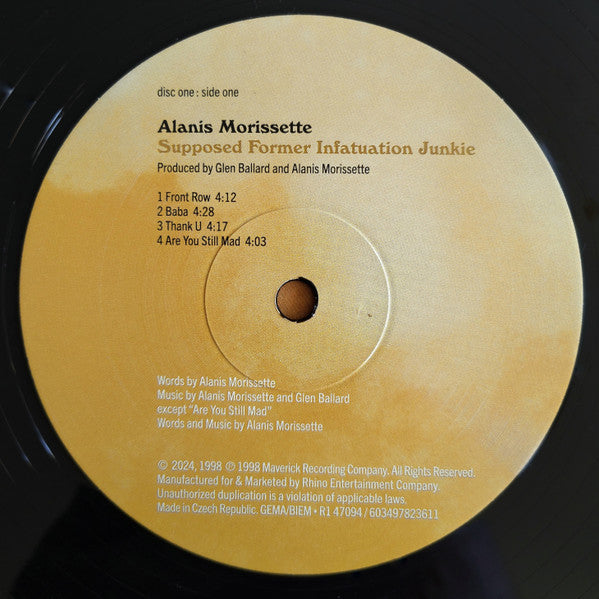 disc one : side one
Alanis Morissette
Supposed Former Infatuation Junkie
Produced by Glen Ballard and Alanis Morissette
1 Front Row 4:12
2 Baba 4:28
3 Thank U 4:17
4 Are You Still Mad 4:03
Words by Alanis Morissette
Music by Alanis Morissette and Glen Ballard
except "Are You Still Mad"
Words and Music by Alanis Morissette
© 2024, 1998 ℗ 1998 Maverick Recording Company. All Rights Reserved.
Manufactured for & Marketed by Rhino Entertainment Company.
Unauthorized duplication is a violation of applicable laws.
Made in Czech Republic. GEMA/BIEM • R1 47094 / 603497823611